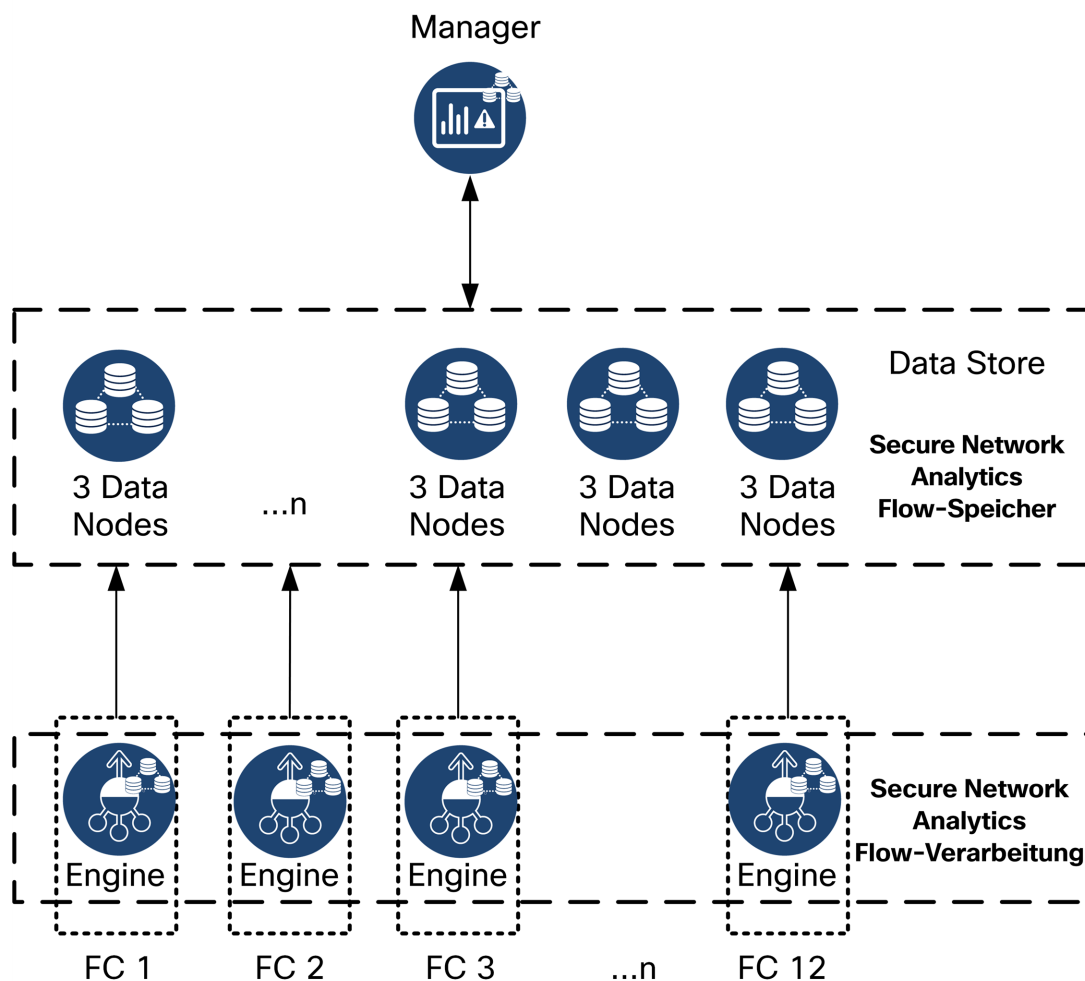 Manager
Data Store
Secure Network
Analytics
Flow-Speicher
3 Data
Nodes
...n
3 Data
Nodes
3 Data
Nodes
3 Data
Nodes
Secure Network
Analytics
Flow-Verarbeitung
Engine
Engine
Engine
Engine
FC 1
FC 2
FC 3
...n
FC 12